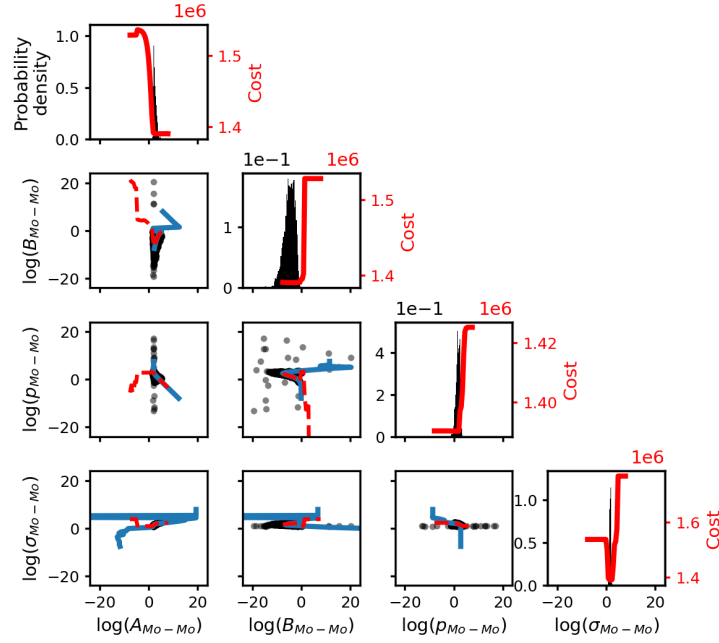 1e6
1.0
0.5
0.0
Probability
density
1.5
1.4
Cost
1e−1
1e6
20
0
−20
log(B_{Mo−Mo})
1
0
1.5
1.4
Cost
1e−1
1e6
20
0
−20
log(p_{Mo−Mo})
4
2
0
1.42
1.40
Cost
1e6
20
0
−20
log(σ_{Mo−Mo})
1.0
0.5
0.0
1.6
1.4
Cost
−20 0 20
−20 0 20
−20 0 20
−20 0 20
log(A_{Mo−Mo})
log(B_{Mo−Mo})
log(p_{Mo−Mo})
log(σ_{Mo−Mo})